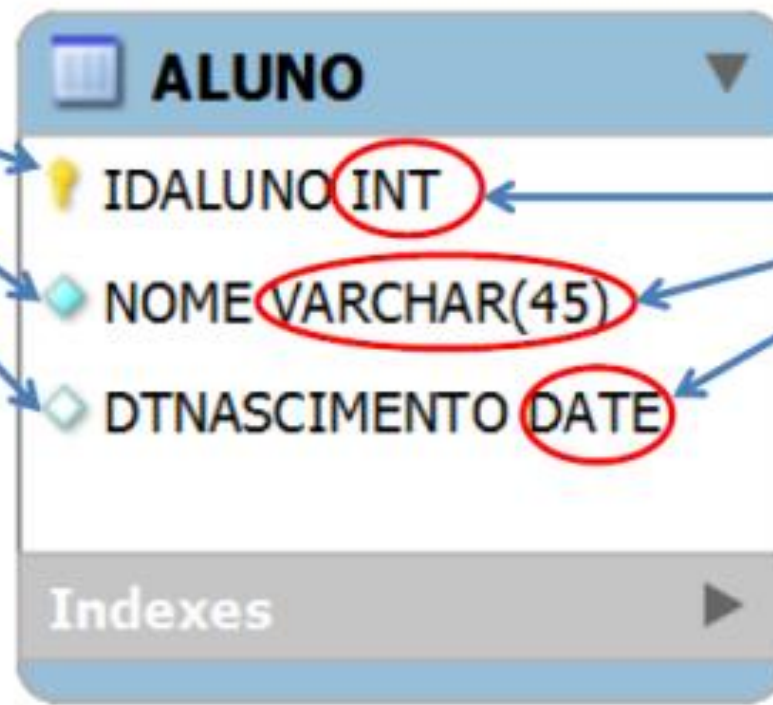 ALUNO
IDALUNO INT
NOME VARCHAR(45)
DTNASCIMENTO DATE
Indexes